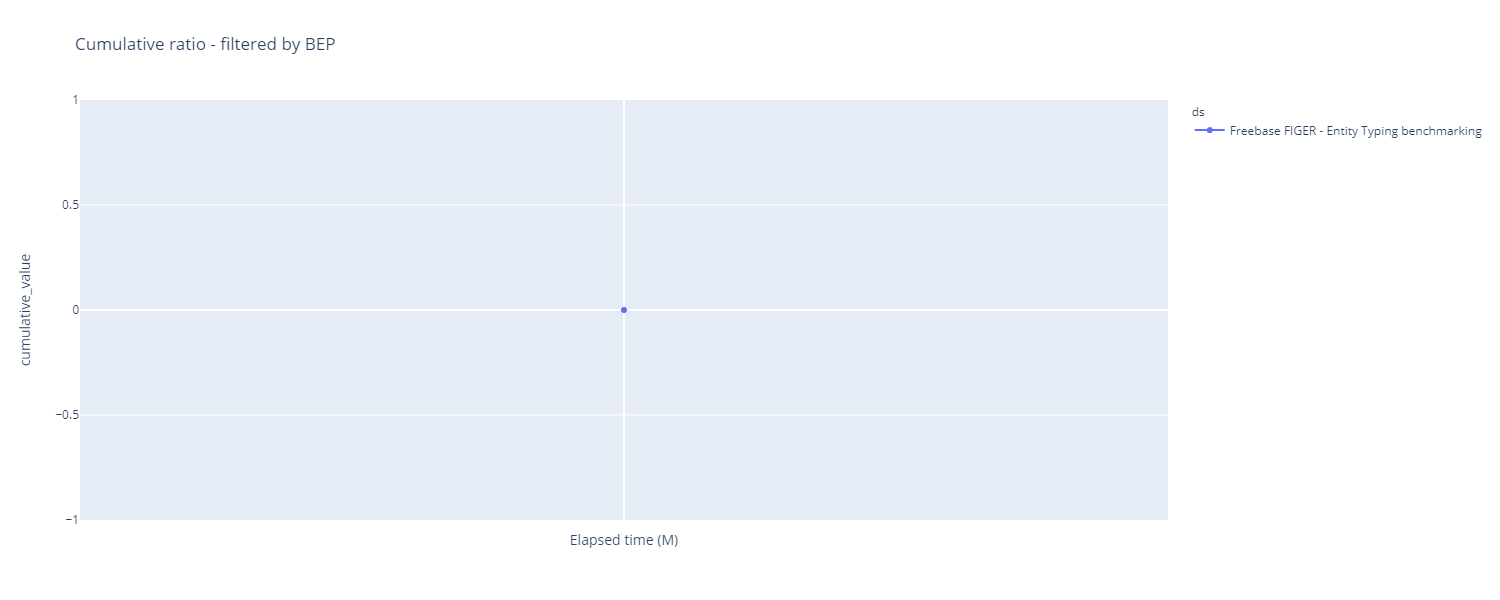 Cumulative ratio - filtered by BEP
1
0.5
0
−0.5
−1
cumulative_value
Elapsed time (M)
ds
Freebase FIGER - Entity Typing benchmarking